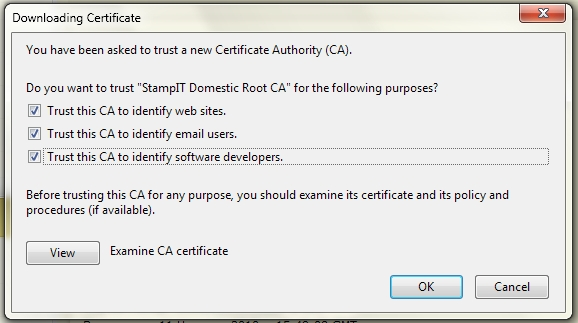 Downloading Certificate
You have been asked to trust a new Certificate Authority (CA).
Do you want to trust "StampIT Domestic Root CA" for the following purposes?
Trust this CA to identify web sites.
Trust this CA to identify email users.
Trust this CA to identify software developers.
Before trusting this CA for any purpose, you should examine its certificate and its policy and
procedures (if available).
View Examine CA certificate
OK Cancel